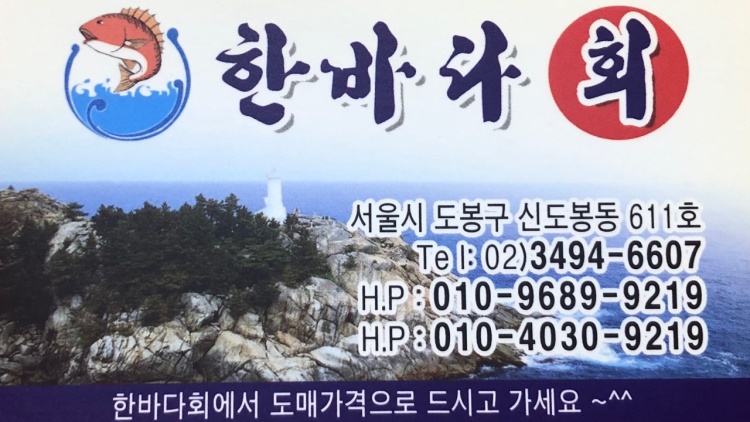 한바다회
서울시 도봉구 신도봉동 611호
Tel: 02)3494-6607
H.P : 010-9689-9219
H.P : 010-4030-9219
한바다회에서 도매가격으로 드시고 가세요 ~^^